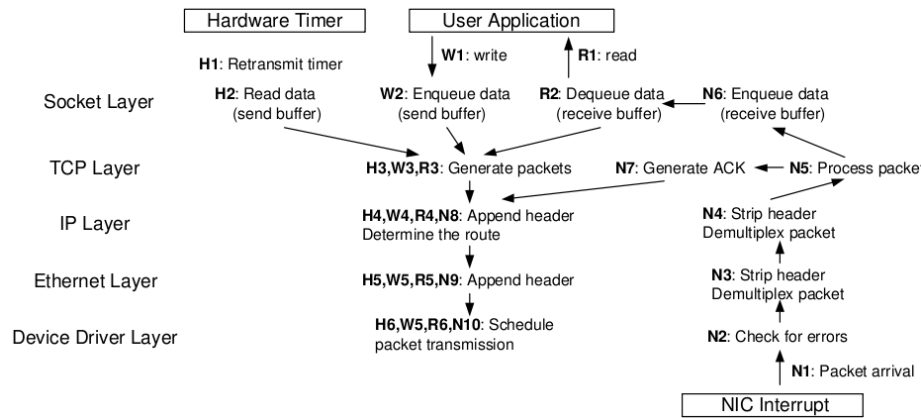 Hardware Timer
User Application
W1: write
R1: read
H1: Retransmit timer
Socket Layer
H2: Read data
(send buffer)
W2: Enqueue data
(send buffer)
R2: Dequeue data
(receive buffer)
N6: Enqueue data
(receive buffer)
TCP Layer
H3,W3,R3: Generate packets
N7: Generate ACK
N5: Process packet
IP Layer
H4,W4,R4,N8: Append header
Determine the route
N4: Strip header
Demultiplex packet
Ethernet Layer
H5,W5,R5,N9: Append header
N3: Strip header
Demultiplex packet
Device Driver Layer
H6,W5,R6,N10: Schedule
packet transmission
N2: Check for errors
N1: Packet arrival
NIC Interrupt